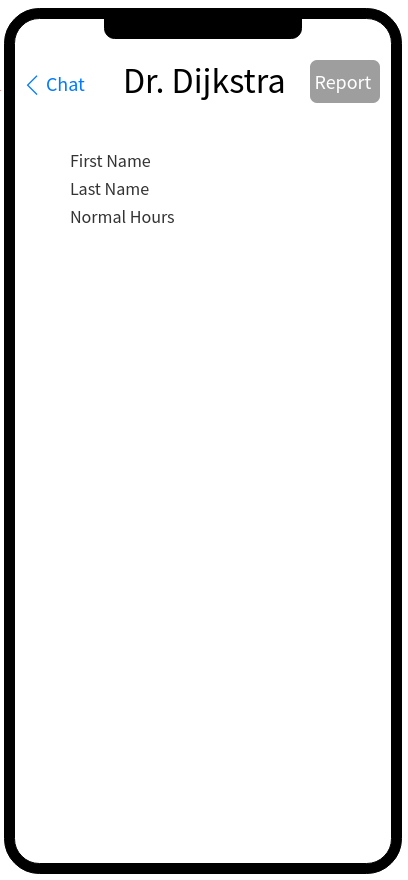 Chat
Dr. Dijkstra
Report
First Name
Last Name
Normal Hours